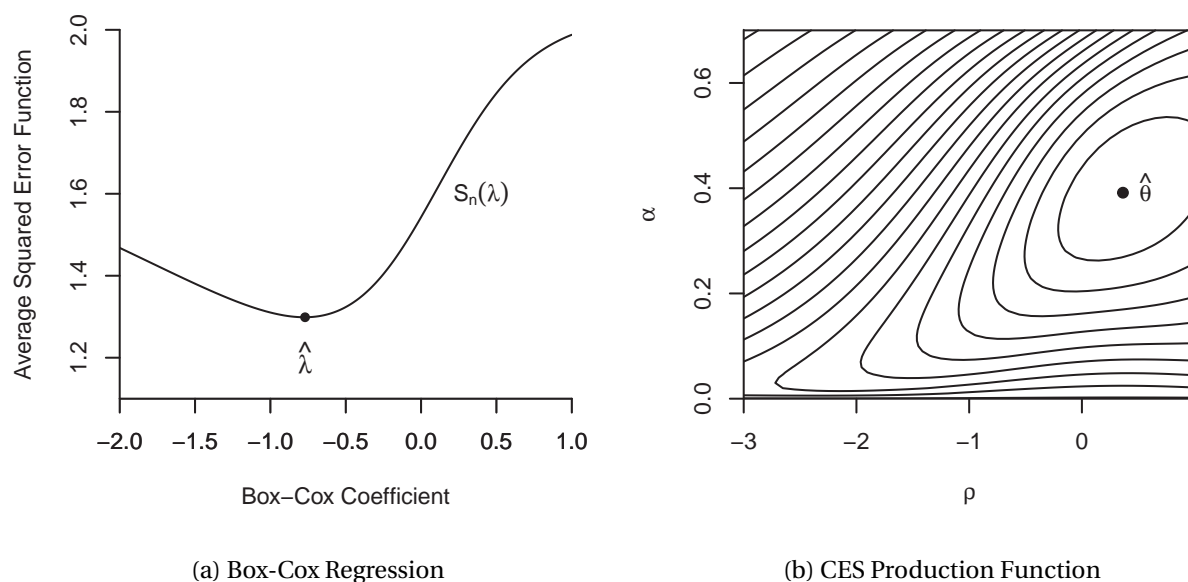 Average Squared Error Function
2.0
1.8
1.6
1.4
1.2
−2.0 −1.5 −1.0 −0.5 0.0 0.5 1.0
Box−Cox Coefficient
Sn(λ)
λ̂
(a) Box-Cox Regression
α
0.6
0.4
0.2
0.0
−3 −2 −1 0
ρ
θ̂
(b) CES Production Function